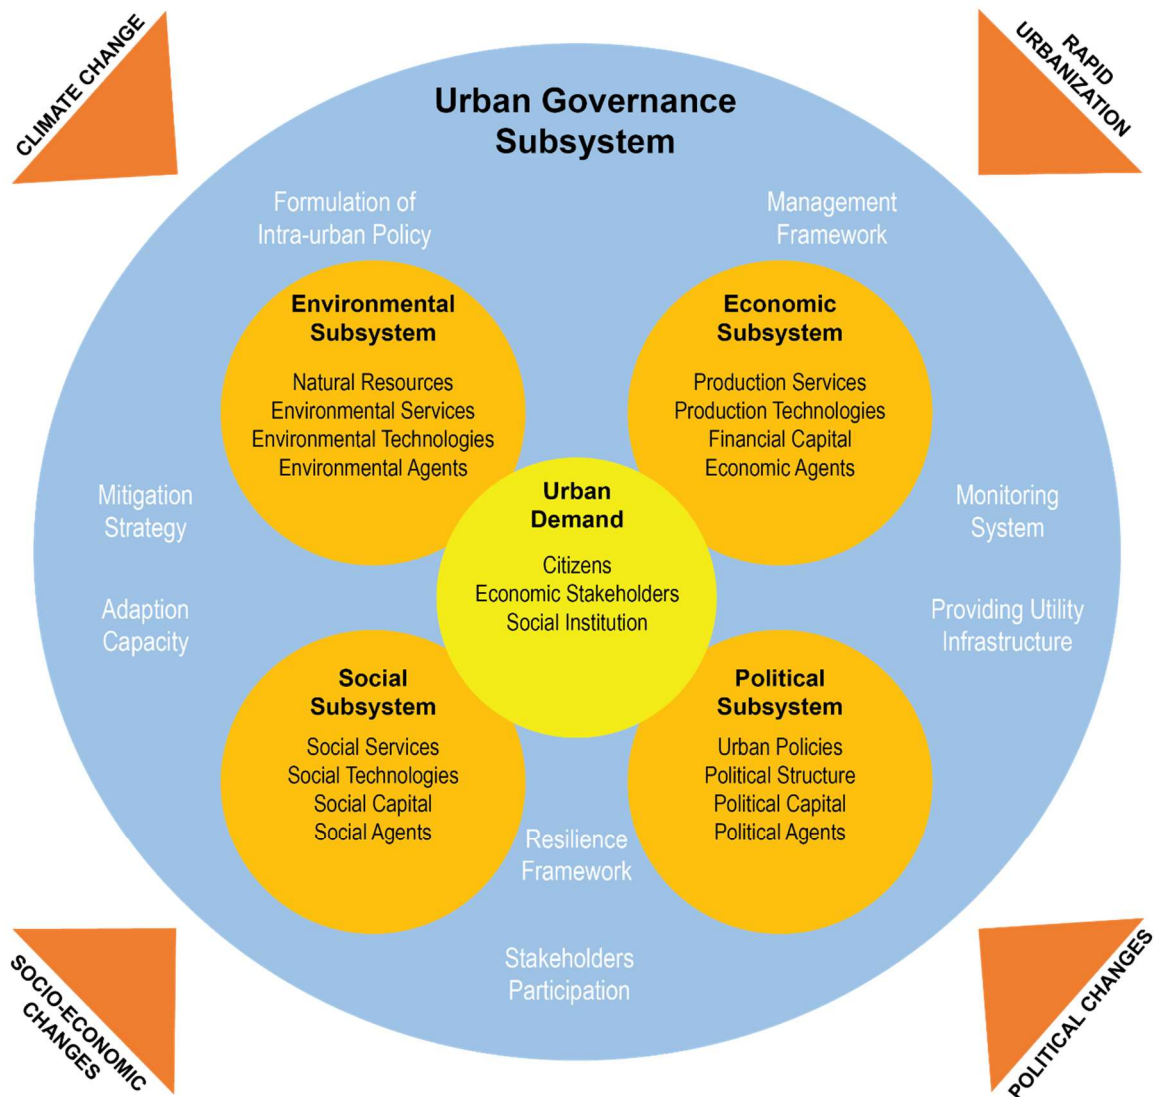 CLIMATE CHANGE
RAPID
URBANIZATION
Urban Governance
Subsystem
Formulation of
Intra-urban Policy
Management
Framework
Environmental
Subsystem
Natural Resources
Environmental Services
Environmental Technologies
Environmental Agents
Economic
Subsystem
Production Services
Production Technologies
Financial Capital
Economic Agents
Mitigation
Strategy
Urban
Demand
Citizens
Economic Stakeholders
Social Institution
Monitoring
System
Adaption
Capacity
Providing Utility
Infrastructure
Social
Subsystem
Social Services
Social Technologies
Social Capital
Social Agents
Political
Subsystem
Urban Policies
Political Structure
Political Capital
Political Agents
Resilience
Framework
Stakeholders
Participation
SOCIO-ECONOMIC
CHANGES
POLITICAL CHANGES